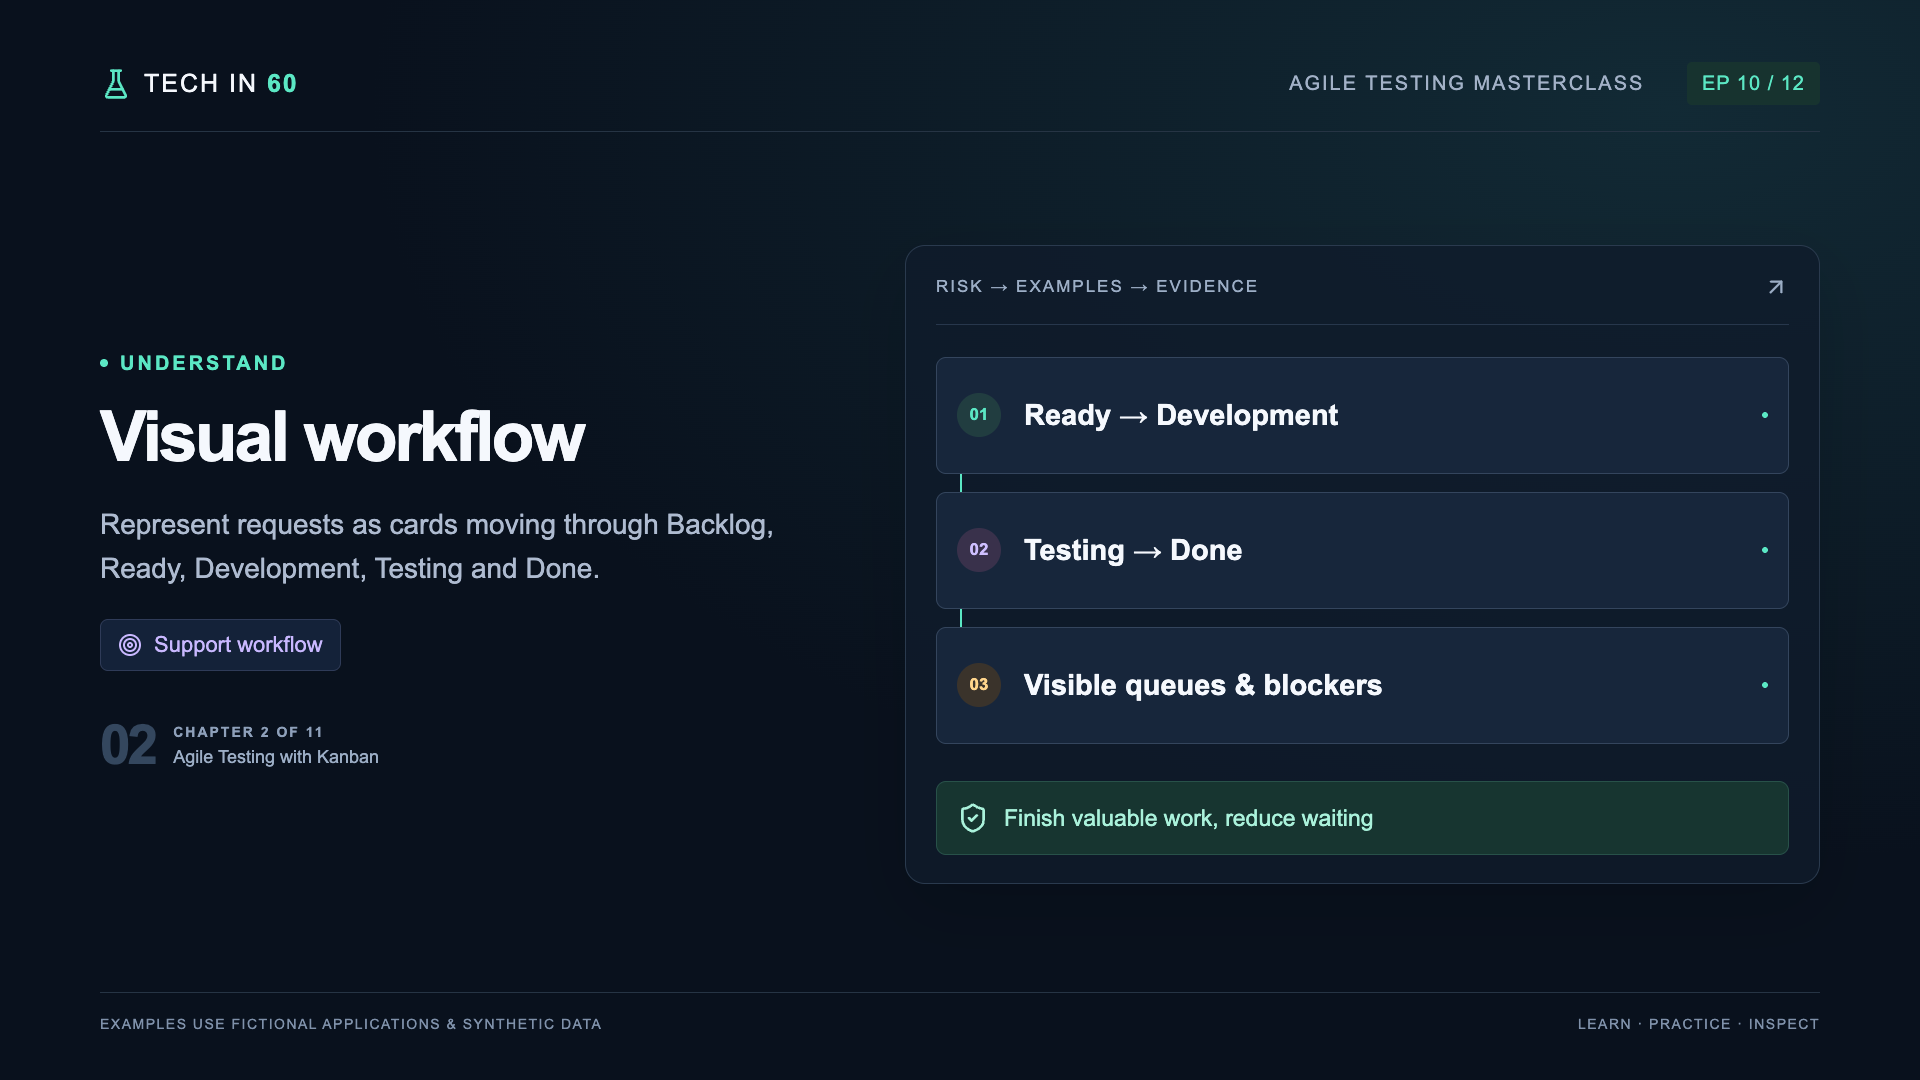 TECH IN 60
AGILE TESTING MASTERCLASS
EP 10 / 12
UNDERSTAND
Visual workflow
Represent requests as cards moving through Backlog,
Ready, Development, Testing and Done.
Support workflow
02
CHAPTER 2 OF 11
Agile Testing with Kanban
RISK → EXAMPLES → EVIDENCE
01
Ready → Development
02
Testing → Done
03
Visible queues & blockers
Finish valuable work, reduce waiting
EXAMPLES USE FICTIONAL APPLICATIONS & SYNTHETIC DATA
LEARN · PRACTICE · INSPECT